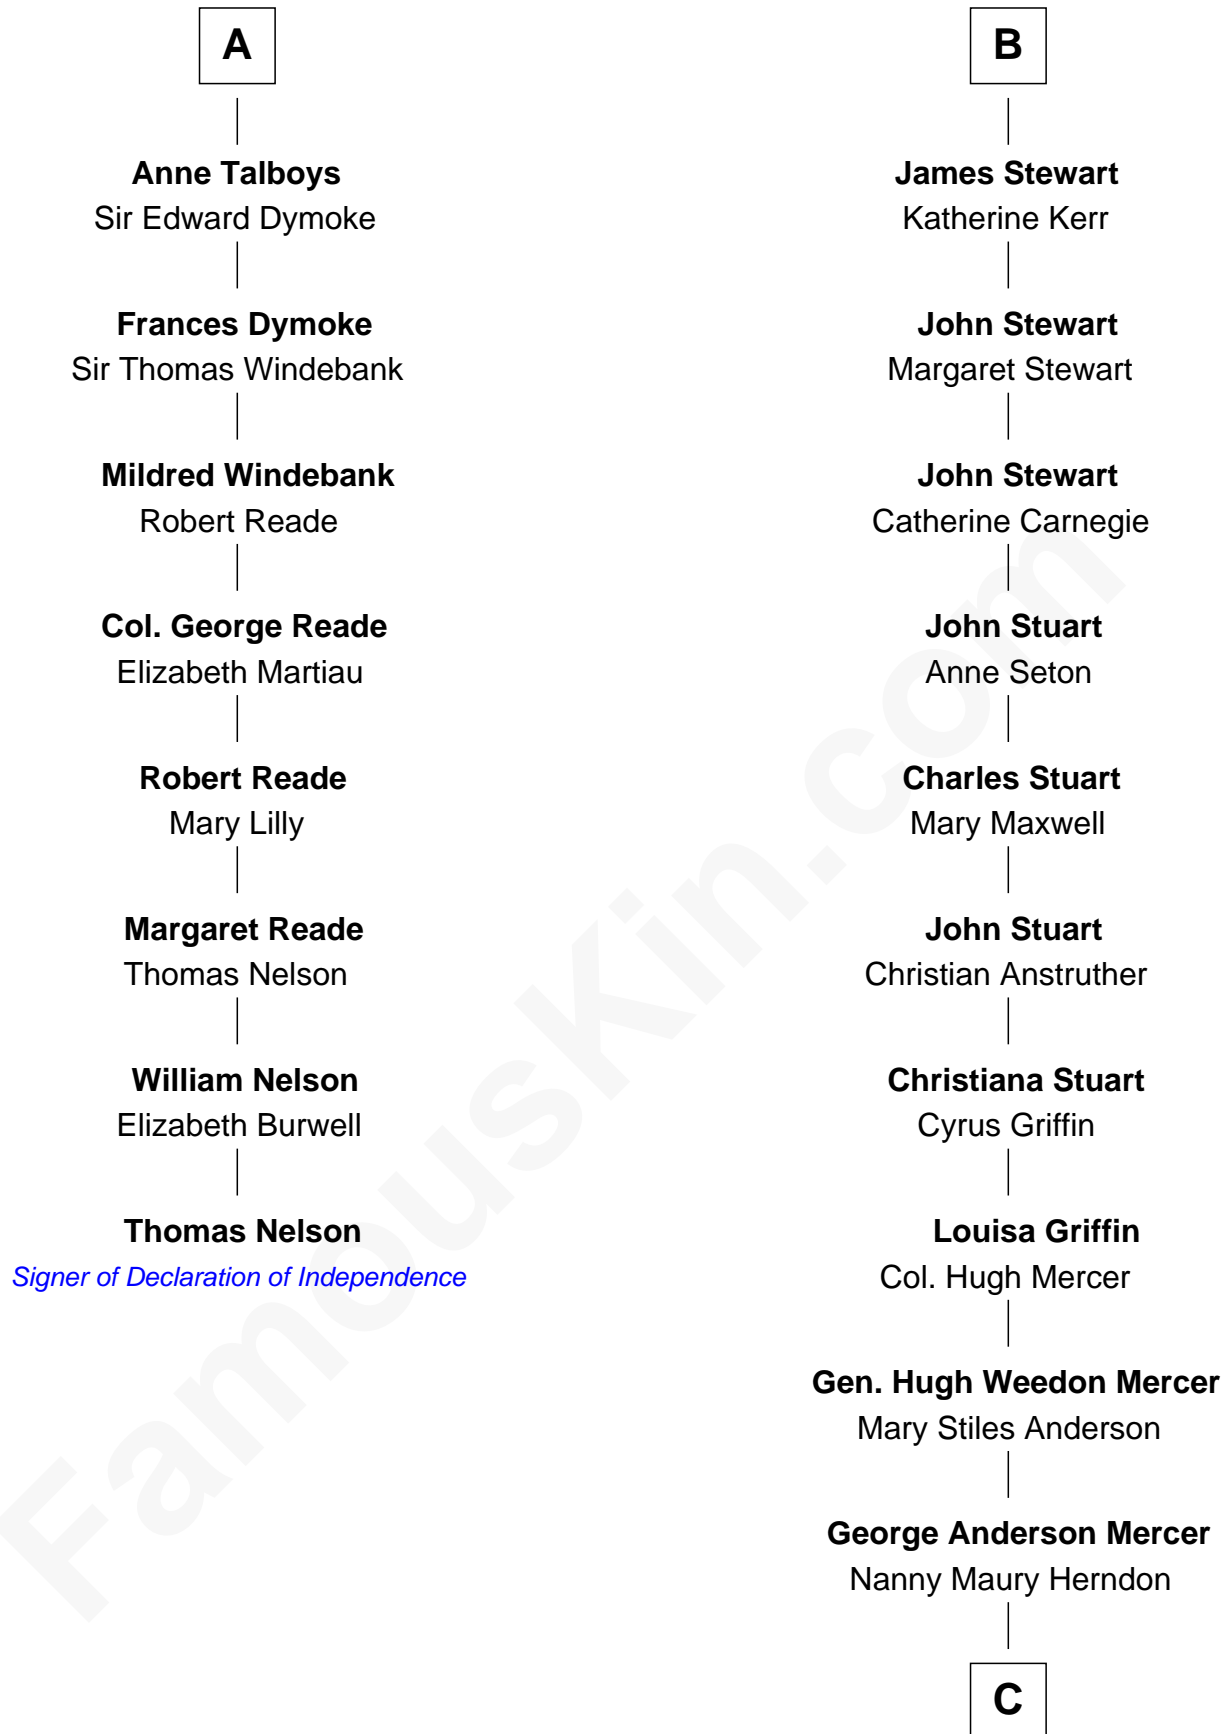 A
Anne Talboys
Sir Edward Dymoke
Frances Dymoke
Sir Thomas Windebank
Mildred Windebank
Robert Reade
Col. George Reade
Elizabeth Martiau
Robert Reade
Mary Lilly
Margaret Reade
Thomas Nelson
William Nelson
Elizabeth Burwell
Thomas Nelson
Signer of Declaration of Independence
B
James Stewart
Katherine Kerr
John Stewart
Margaret Stewart
John Stewart
Catherine Carnegie
John Stuart
Anne Seton
Charles Stuart
Mary Maxwell
John Stuart
Christian Anstruther
Christiana Stuart
Cyrus Griffin
Louisa Griffin
Col. Hugh Mercer
Gen. Hugh Weedon Mercer
Mary Stiles Anderson
George Anderson Mercer
Nanny Maury Herndon
C
FamousKin.com